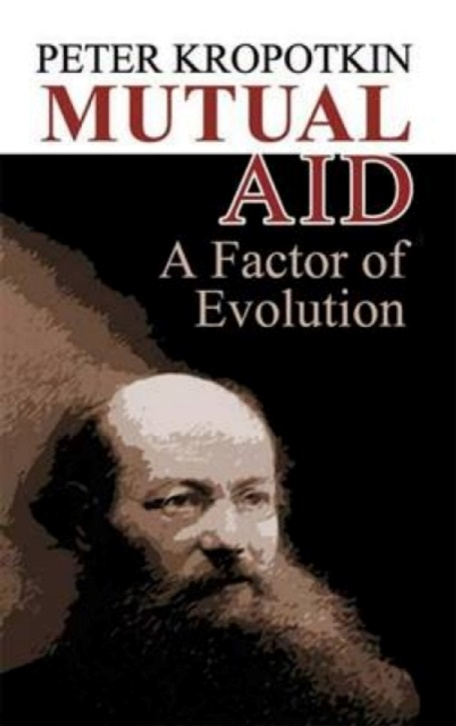 PETER KROPOTKIN
MUTUAL
AID
A Factor of
Evolution